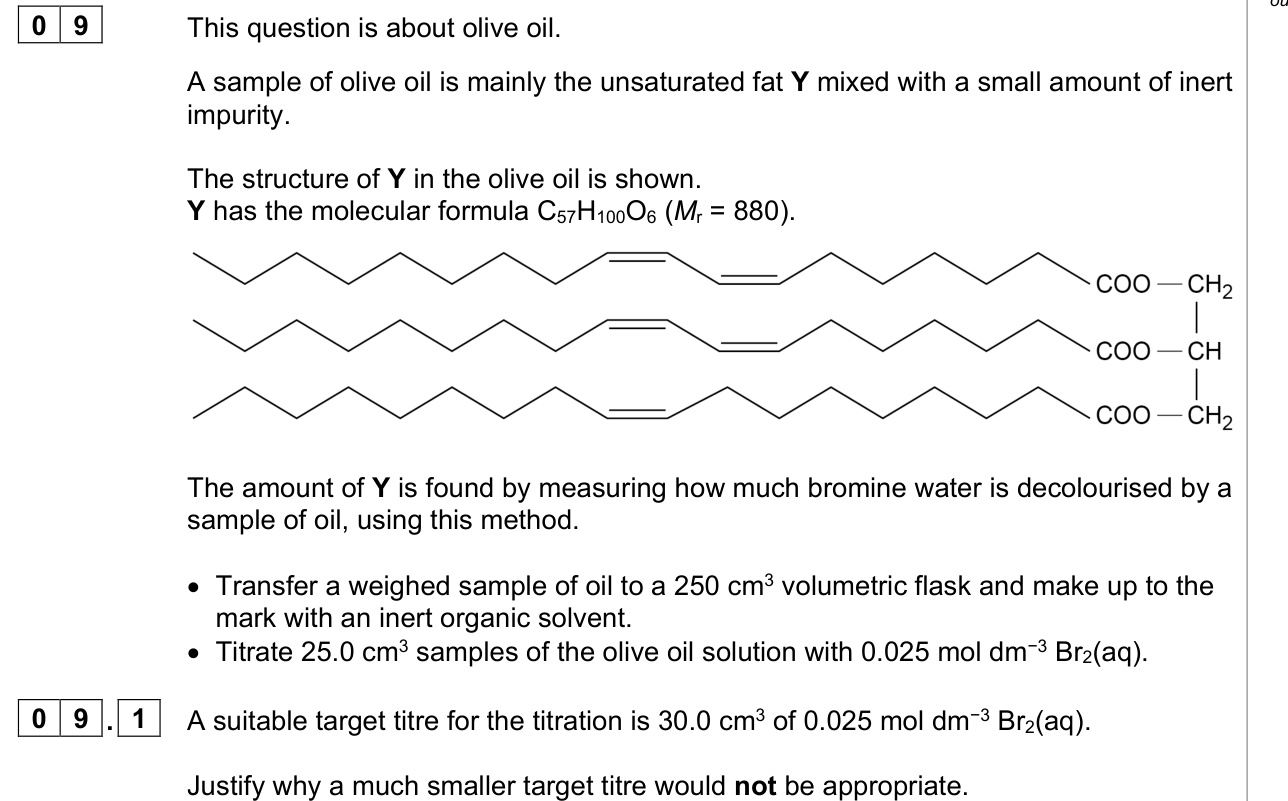 ou
0 9 This question is about olive oil.
A sample of olive oil is mainly the unsaturated fat Y mixed with a small amount of inert
impurity.
The structure of Y in the olive oil is shown.
Y has the molecular formula C₅₇H₁₀₀O₆ (Mᵣ = 880).
COO — CH₂
COO — CH
COO — CH₂
The amount of Y is found by measuring how much bromine water is decolourised by a
sample of oil, using this method.
• Transfer a weighed sample of oil to a 250 cm³ volumetric flask and make up to the
mark with an inert organic solvent.
• Titrate 25.0 cm³ samples of the olive oil solution with 0.025 mol dm⁻³ Br₂(aq).
0 9 . 1 A suitable target titre for the titration is 30.0 cm³ of 0.025 mol dm⁻³ Br₂(aq).
Justify why a much smaller target titre would not be appropriate.